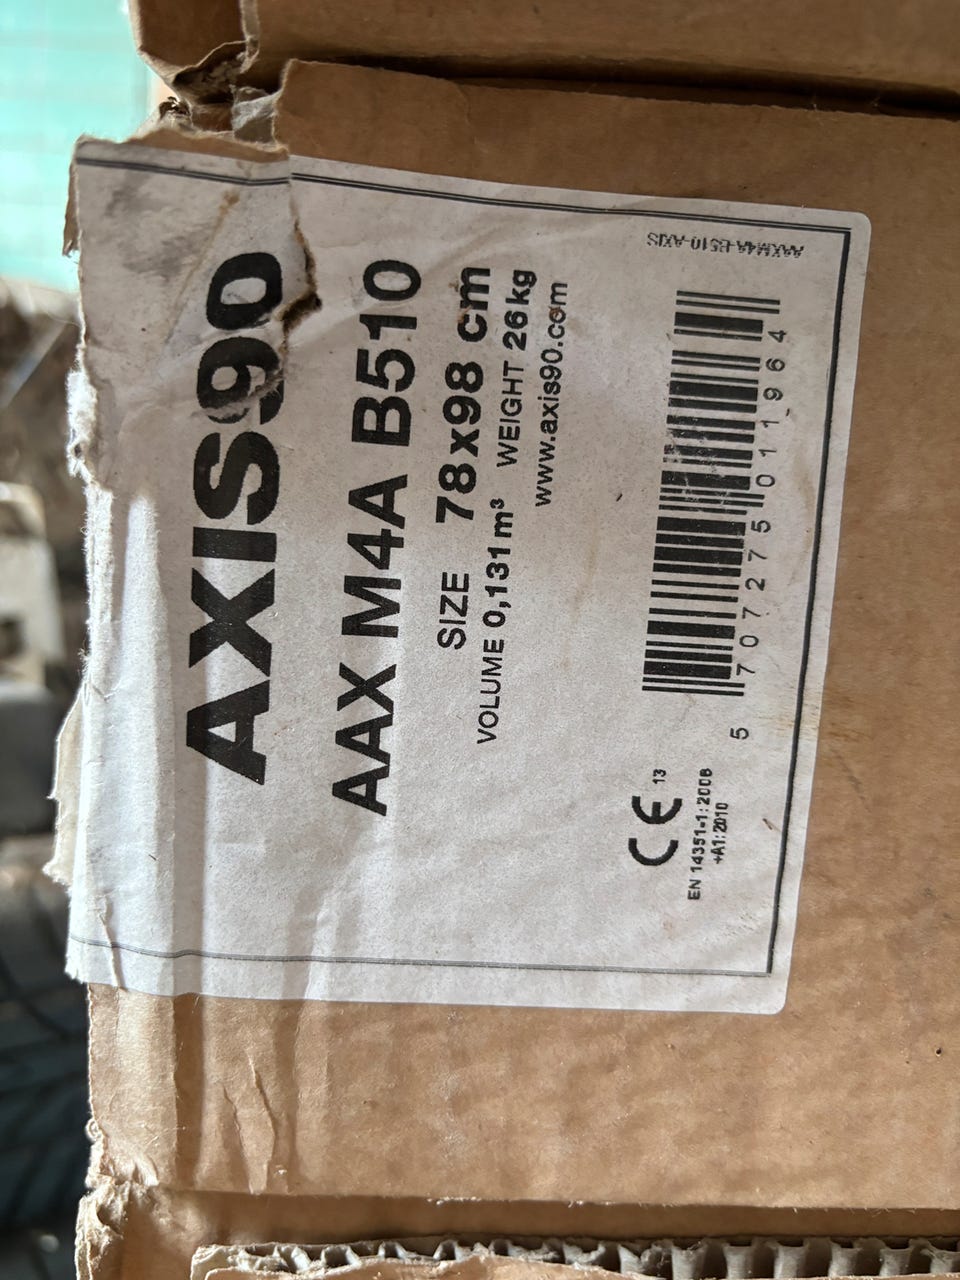 AXIS90
AAX M4A B510
SIZE 78x98 cm
VOLUME 0,131 m³ WEIGHT 26 kg
www.axis90.com
CE 13
EN 14351-1:2006
+A1:2010
5 707275 011964
AAXM4A-B510-AXIS